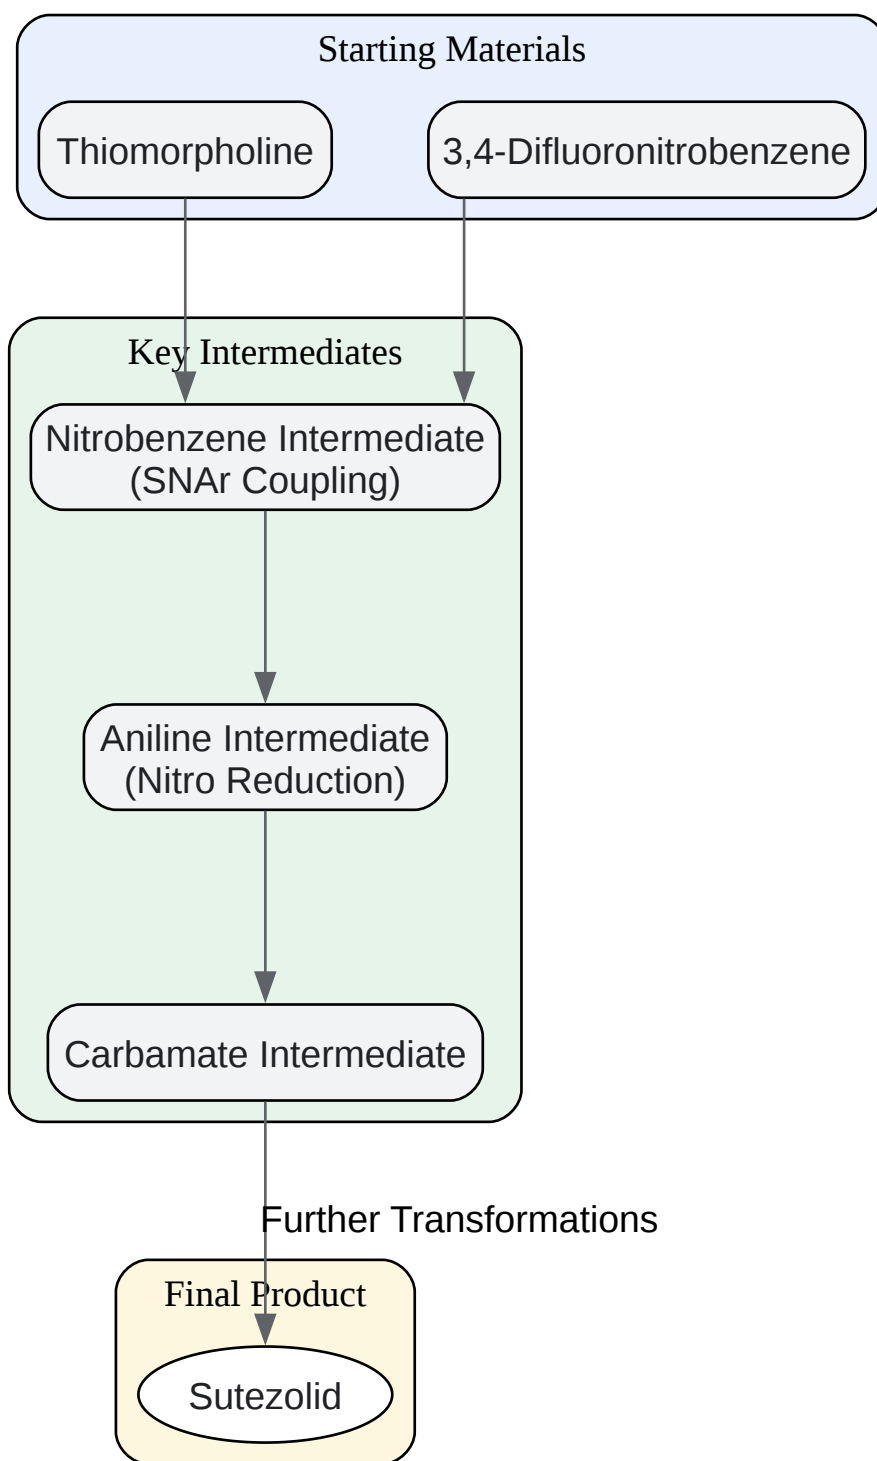 Starting Materials
Thiomorpholine
3,4-Difluoronitrobenzene
Key Intermediates
Nitrobenzene Intermediate
(SNAr Coupling)
Aniline Intermediate
(Nitro Reduction)
Carbamate Intermediate
Further Transformations
Final Product
Sutezolid